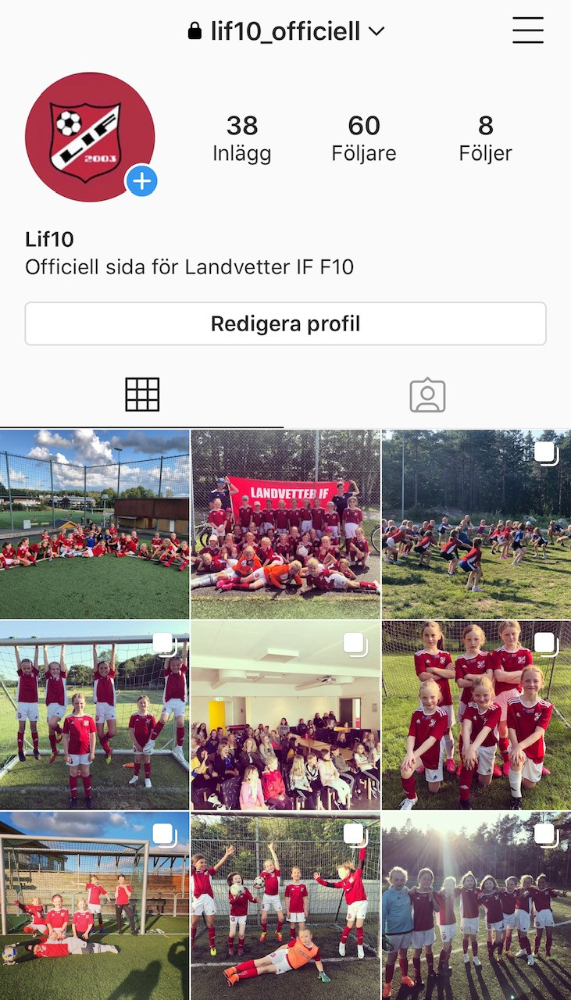 lif10_officiell
LIF
2003
38
Inlägg
60
Följare
8
Följer
Lif10
Officiell sida för Landvetter IF F10
Redigera profil
LANDVETTER IF